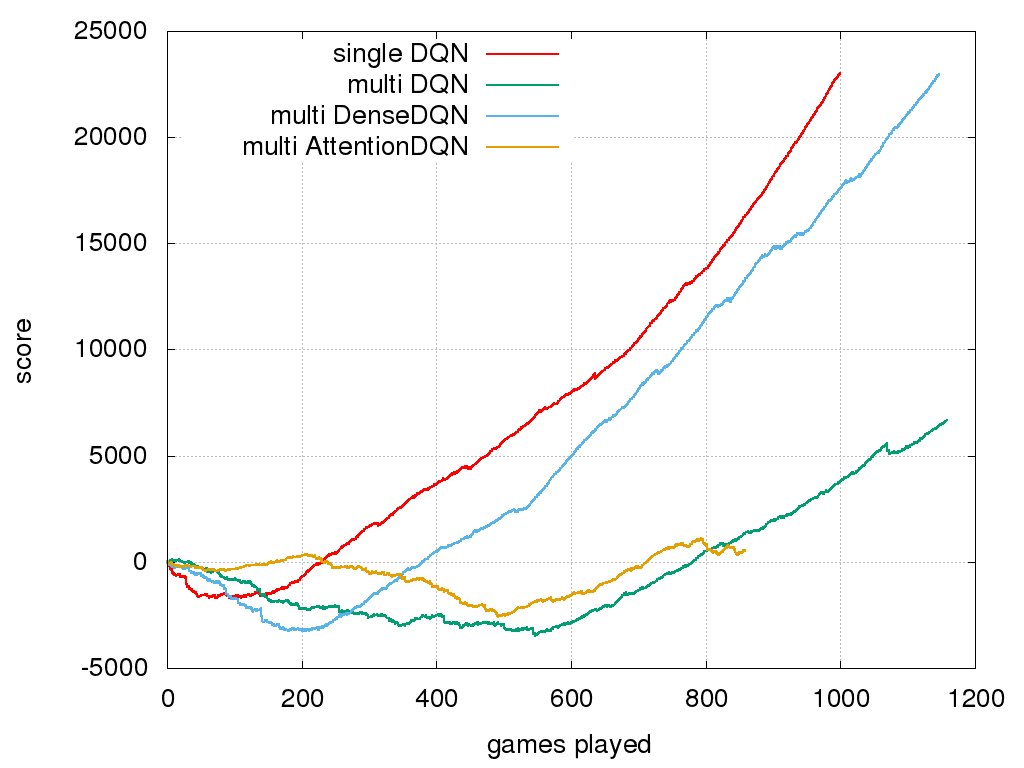 25000
20000
15000
10000
5000
0
-5000
score
single DQN
multi DQN
multi DenseDQN
multi AttentionDQN
0 200 400 600 800 1000 1200
games played